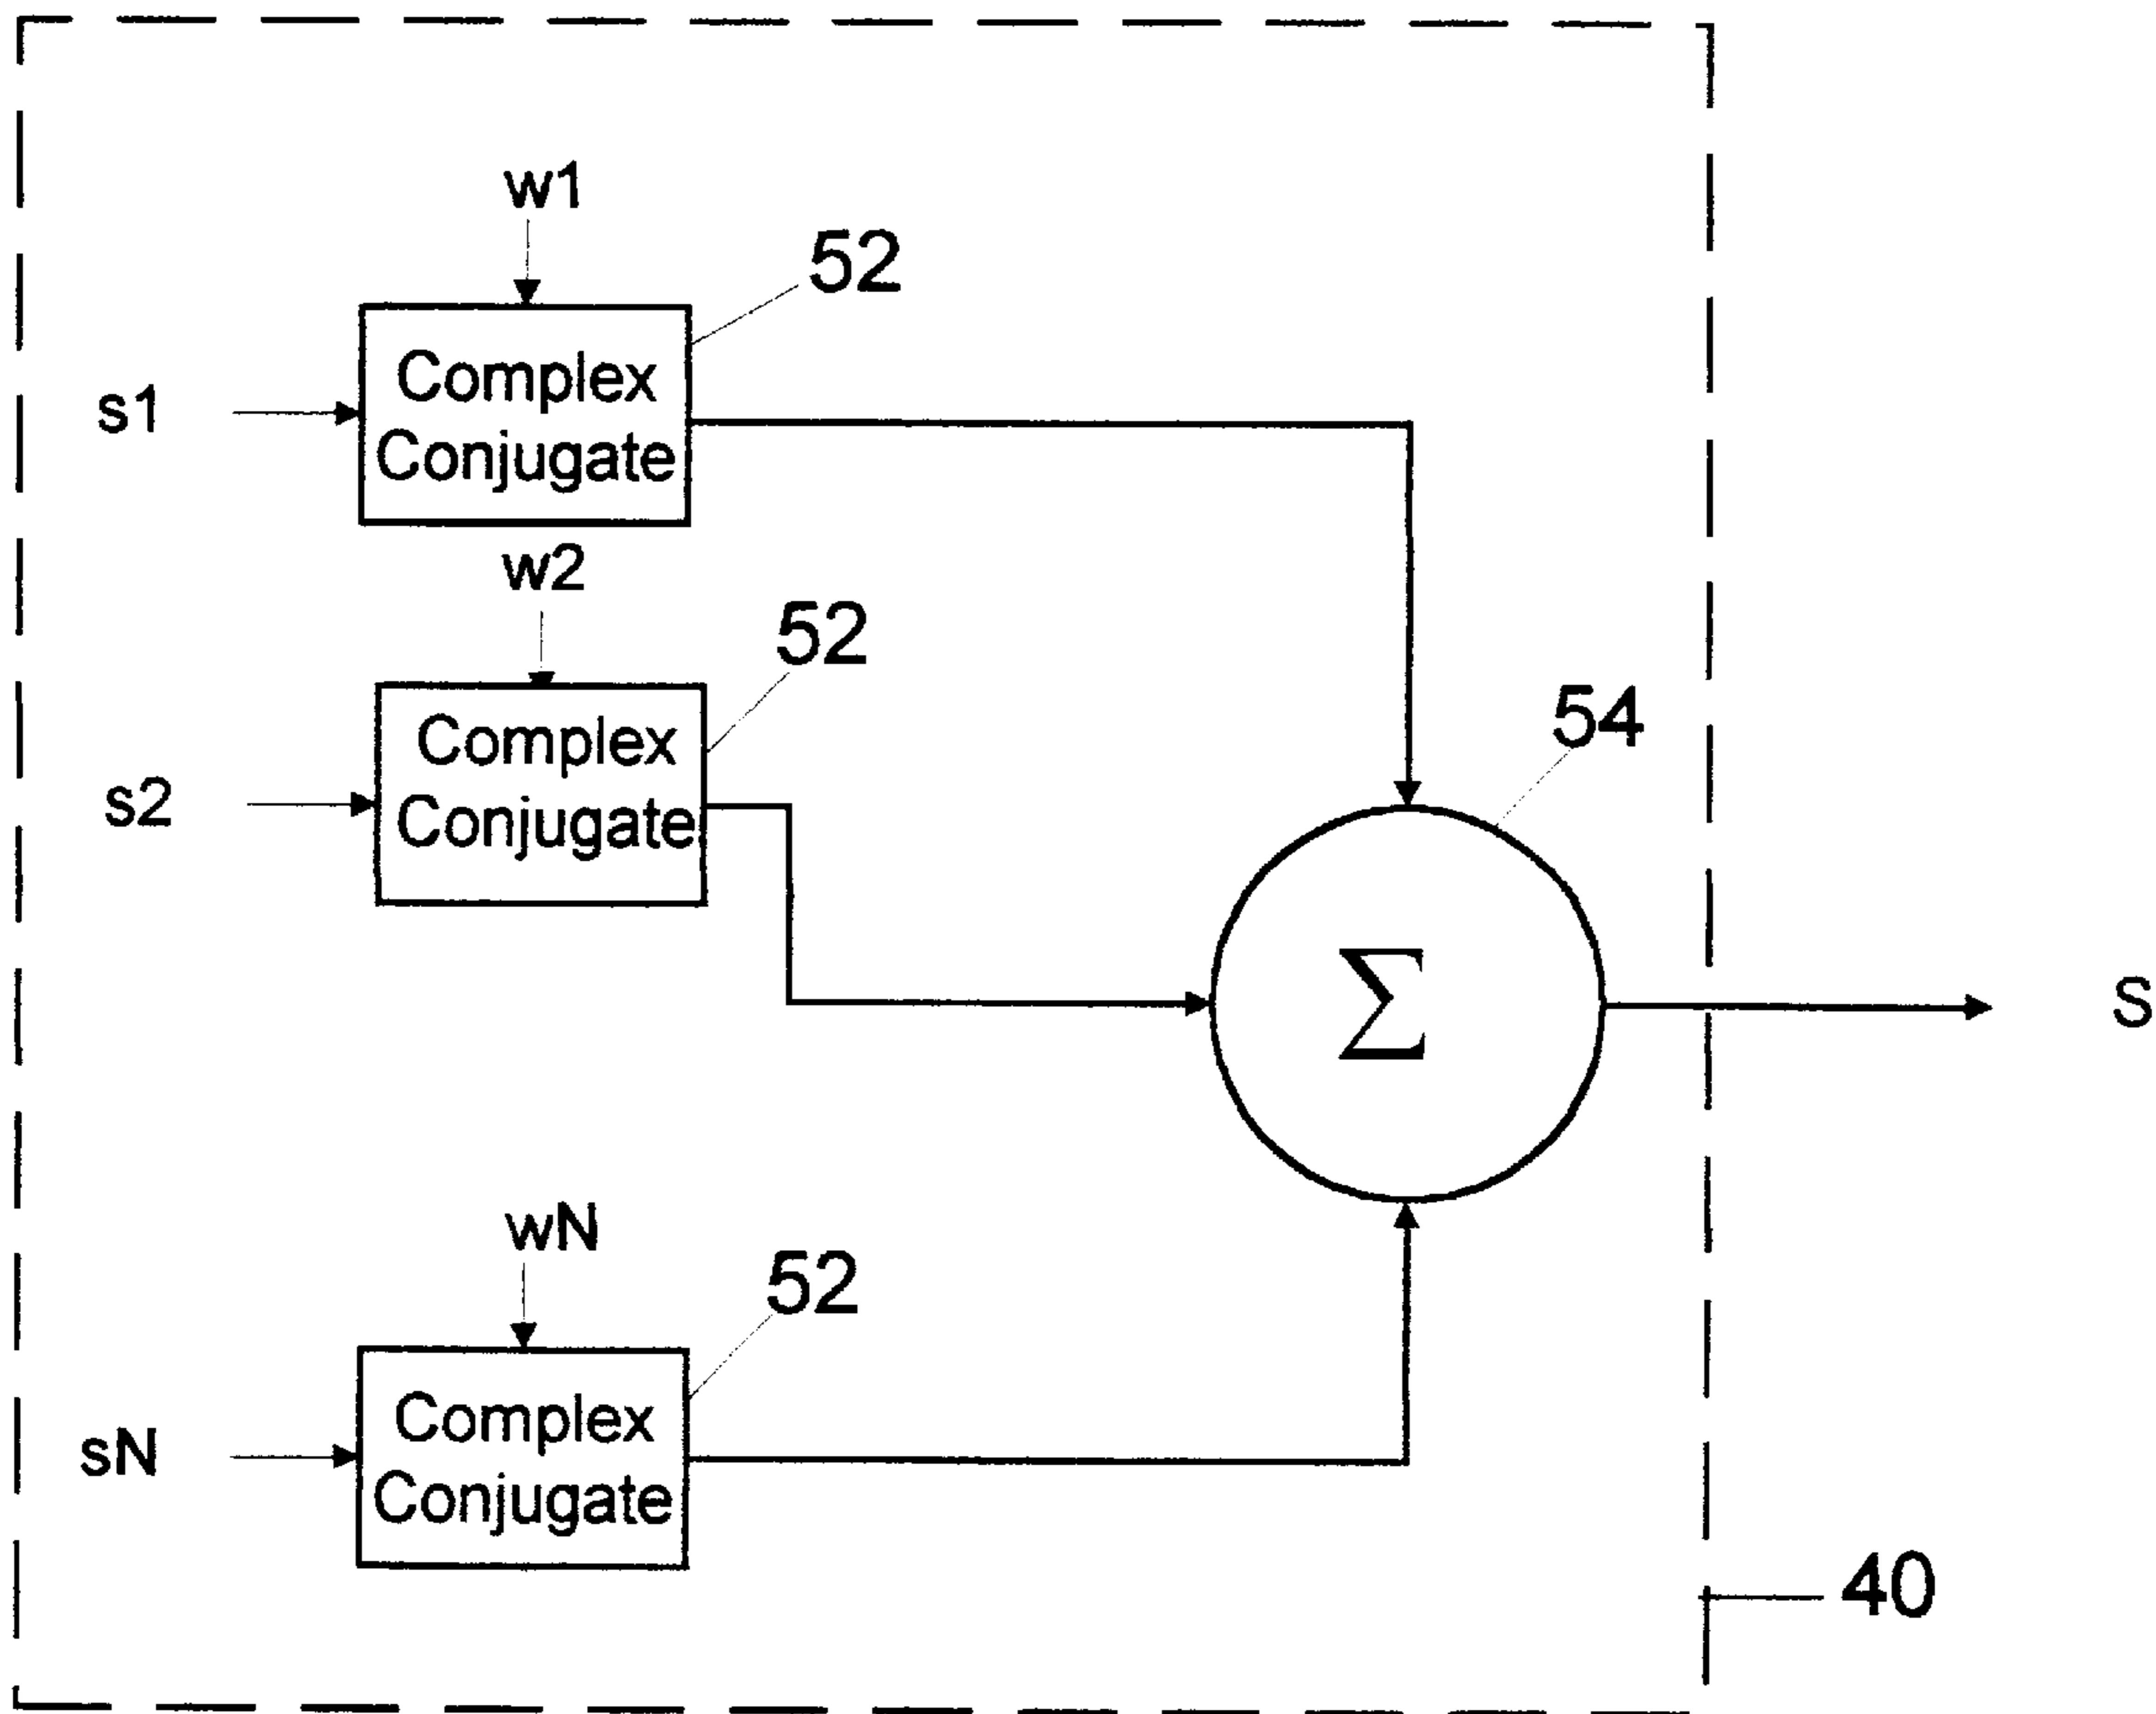 w1
52
Complex
Conjugate
s1
w2
52
Complex
Conjugate
s2
54
Σ
S
wN
52
Complex
Conjugate
sN
40